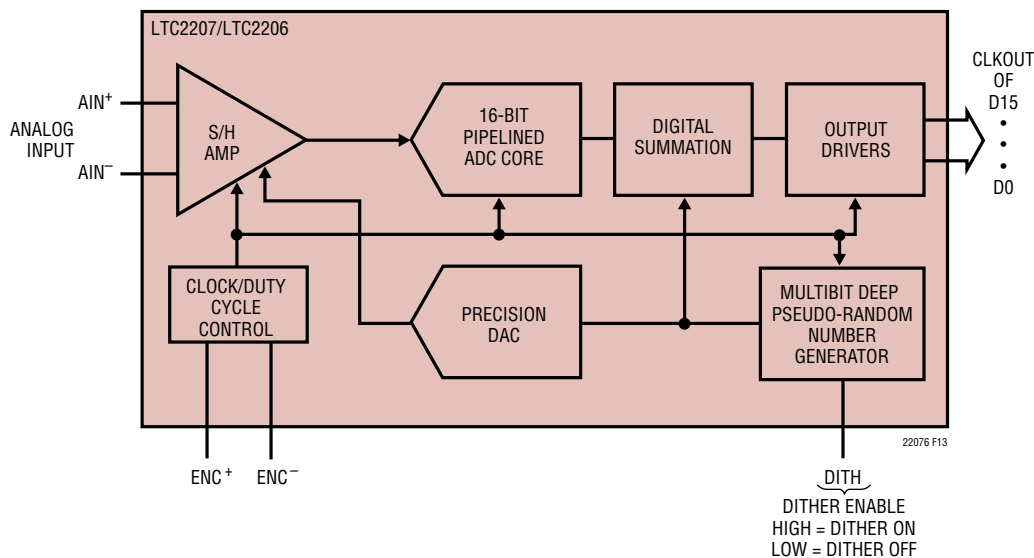 LTC2207/LTC2206
AIN+
ANALOG
INPUT
AIN−
S/H
AMP
16-BIT
PIPELINED
ADC CORE
DIGITAL
SUMMATION
OUTPUT
DRIVERS
CLKOUT
OF
D15
•
•
•
D0
CLOCK/DUTY
CYCLE
CONTROL
PRECISION
DAC
MULTIBIT DEEP
PSEUDO-RANDOM
NUMBER
GENERATOR
22076 F13
ENC+ ENC−
DITH
DITHER ENABLE
HIGH = DITHER ON
LOW = DITHER OFF